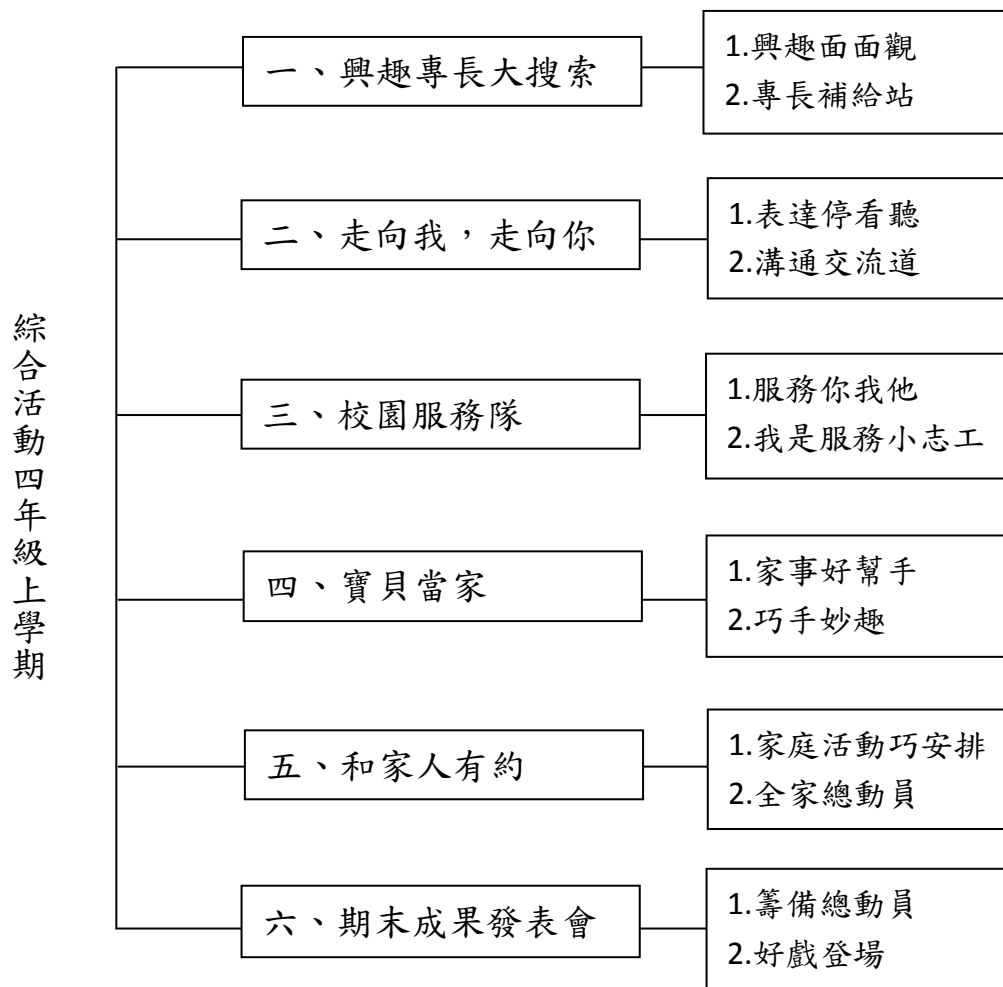 綜合活動四年級上學期
一、興趣專長大搜索
1.興趣面面觀
2.專長補給站
二、走向我，走向你
1.表達停看聽
2.溝通交流道
三、校園服務隊
1.服務你我他
2.我是服務小志工
四、寶貝當家
1.家事好幫手
2.巧手妙趣
五、和家人有約
1.家庭活動巧安排
2.全家總動員
六、期末成果發表會
1.籌備總動員
2.好戲登場